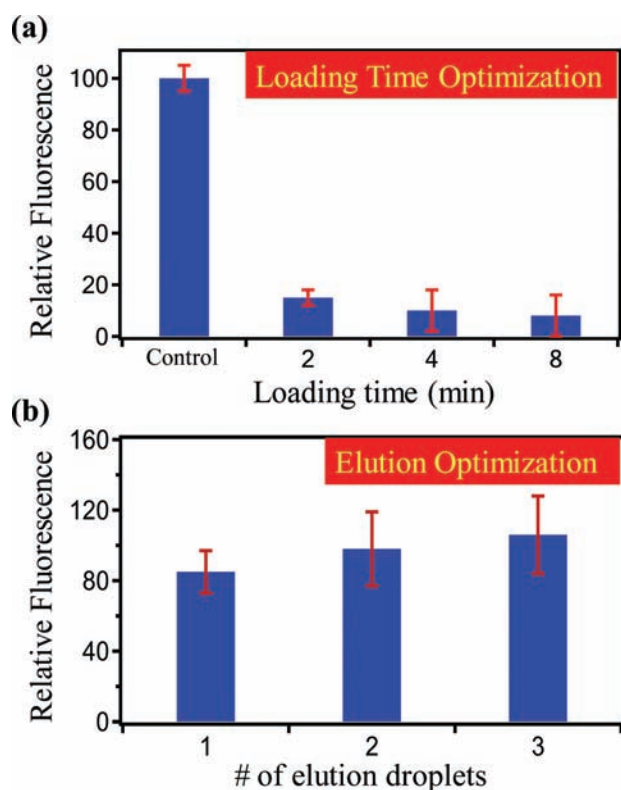 (a)
Loading Time Optimization
Relative Fluorescence
100
80
60
40
20
0
Control 2 4 8
Loading time (min)
(b)
Elution Optimization
Relative Fluorescence
160
120
80
40
0
1 2 3
# of elution droplets